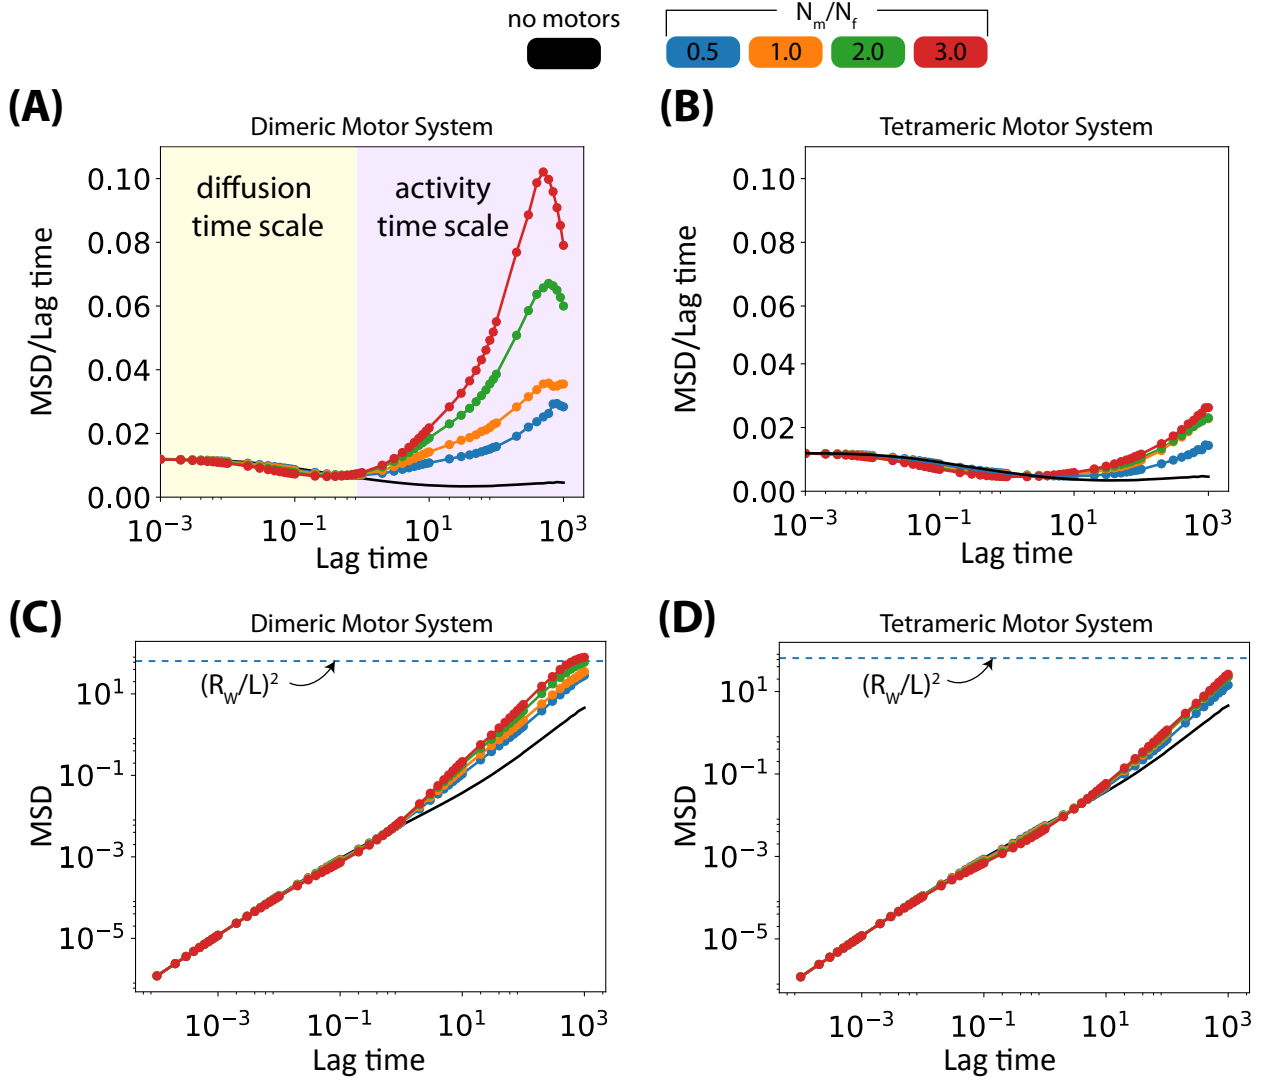 no motors
N_m/N_f
0.5 1.0 2.0 3.0
(A)
Dimeric Motor System
diffusion
time scale
activity
time scale
MSD/Lag time
0.10
0.08
0.06
0.04
0.02
0.00
10^−3 10^−1 10^1 10^3
Lag time
(B)
Tetrameric Motor System
MSD/Lag time
0.10
0.08
0.06
0.04
0.02
0.00
10^−3 10^−1 10^1 10^3
Lag time
(C)
Dimeric Motor System
(R_W/L)^2
MSD
10^1
10^−1
10^−3
10^−5
10^−3 10^−1 10^1 10^3
Lag time
(D)
Tetrameric Motor System
(R_W/L)^2
MSD
10^1
10^−1
10^−3
10^−5
10^−3 10^−1 10^1 10^3
Lag time